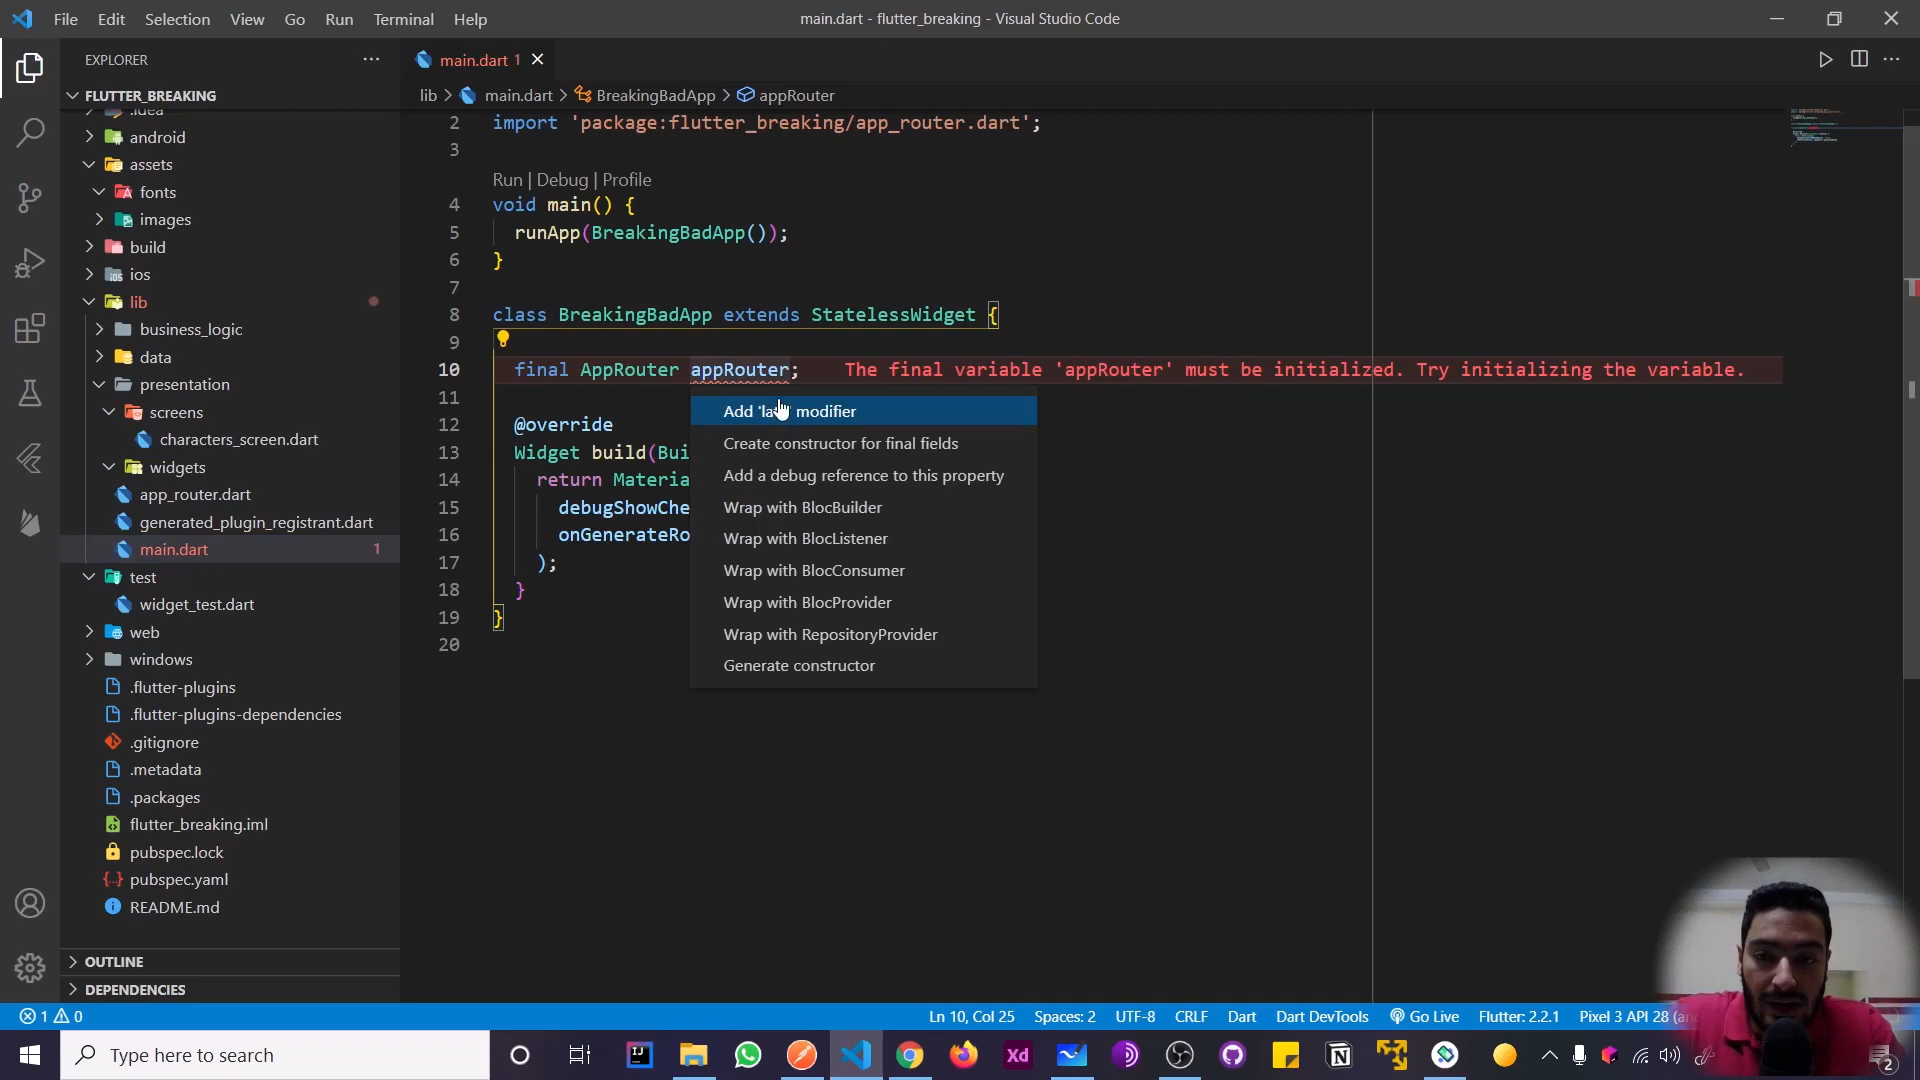 File Edit Selection View Go Run Terminal Help
main.dart - flutter_breaking - Visual Studio Code
EXPLORER
main.dart 1
FLUTTER_BREAKING
lib > main.dart > BreakingBadApp > appRouter
.idea
android
assets
fonts
images
build
ios
lib
business_logic
data
presentation
screens
characters_screen.dart
widgets
app_router.dart
generated_plugin_registrant.dart
main.dart 1
test
widget_test.dart
web
windows
.flutter-plugins
.flutter-plugins-dependencies
.gitignore
.metadata
.packages
flutter_breaking.iml
pubspec.lock
pubspec.yaml
README.md
OUTLINE
DEPENDENCIES
2 import 'package:flutter_breaking/app_router.dart';
3
Run | Debug | Profile
4 void main() {
5 runApp(BreakingBadApp());
6 }
7
8 class BreakingBadApp extends StatelessWidget {
9
10 final AppRouter appRouter; The final variable 'appRouter' must be initialized. Try initializing the variable.
11
12 @override
13 Widget build(Bui
14 return Materia
15 debugShowChe
16 onGenerateRo
17 );
18 }
19 }
20
Add modifier
Create constructor for final fields
Add a debug reference to this property
Wrap with BlocBuilder
Wrap with BlocListener
Wrap with BlocConsumer
Wrap with BlocProvider
Wrap with RepositoryProvider
Generate constructor
1 0
Ln 10, Col 25 Spaces: 2 UTF-8 CRLF Dart Dart DevTools Go Live Flutter: 2.2.1 Pixel 3 API 28
Type here to search
2